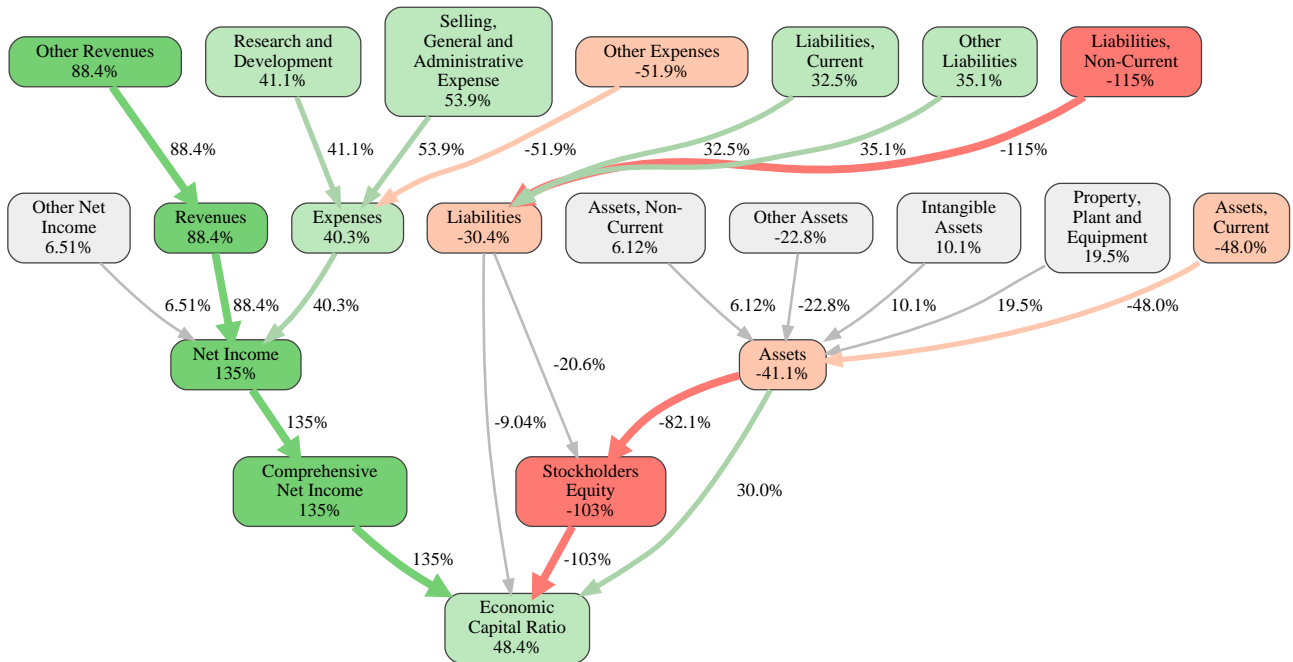 Other Revenues
88.4%
Research and
Development
41.1%
Selling,
General and
Administrative
Expense
53.9%
Other Expenses
-51.9%
Liabilities,
Current
32.5%
Other
Liabilities
35.1%
Liabilities,
Non-Current
-115%
88.4%
41.1%
53.9%
-51.9%
32.5%
35.1%
-115%
Other Net
Income
6.51%
Revenues
88.4%
Expenses
40.3%
Liabilities
-30.4%
Assets, Non-
Current
6.12%
Other Assets
-22.8%
Intangible
Assets
10.1%
Property,
Plant and
Equipment
19.5%
Assets,
Current
-48.0%
6.51%
88.4%
40.3%
6.12%
-22.8%
10.1%
19.5%
-48.0%
Net Income
135%
-20.6%
Assets
-41.1%
135%
-9.04%
-82.1%
Comprehensive
Net Income
135%
Stockholders
Equity
-103%
30.0%
135%
-103%
Economic
Capital Ratio
48.4%